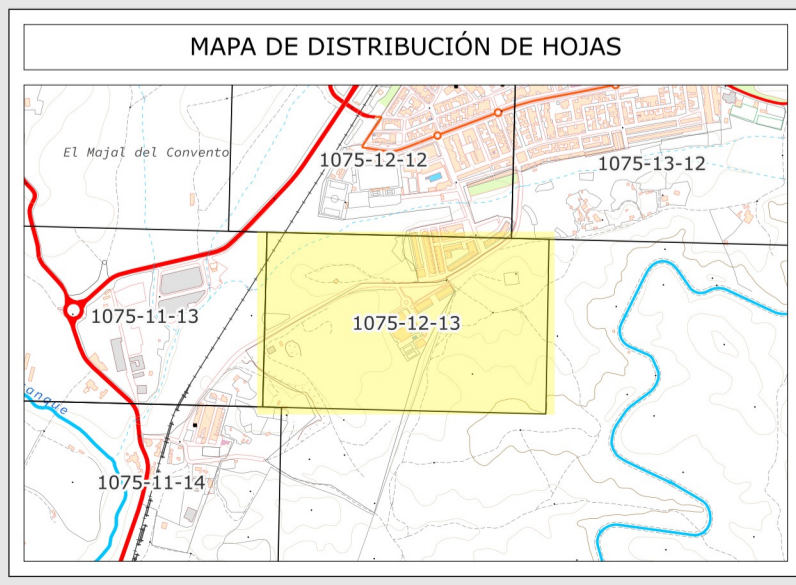 MAPA DE DISTRIBUCIÓN DE HOJAS
El Majal del Convento
1075-12-12
1075-13-12
1075-11-13
1075-12-13
1075-11-14